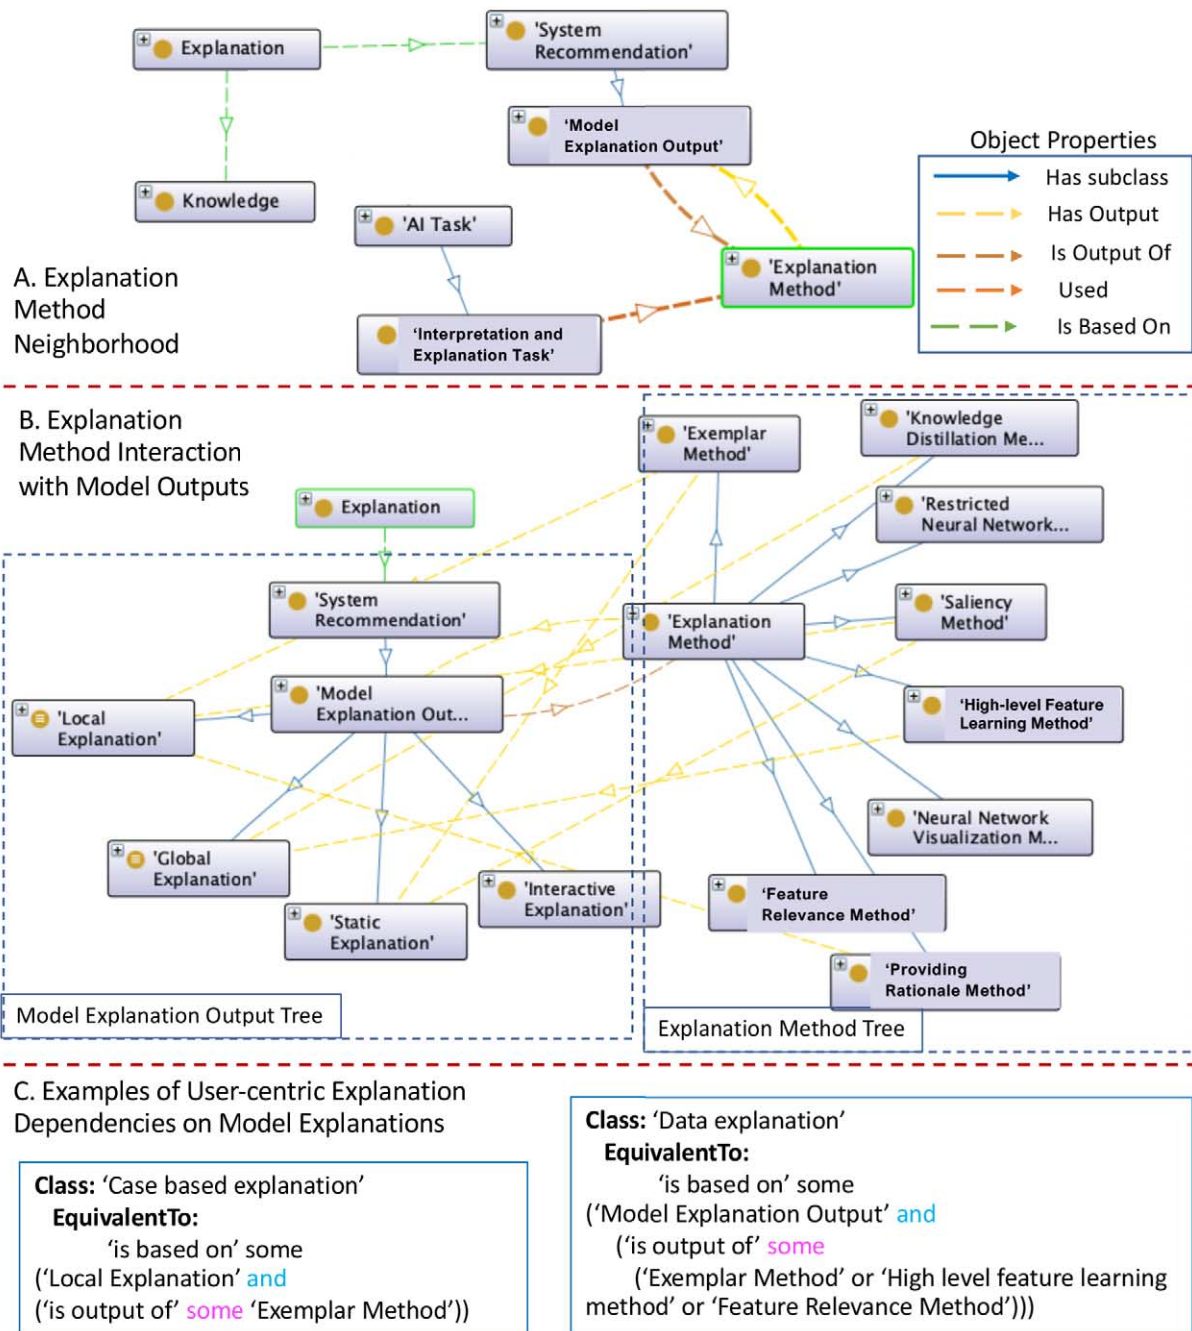 Explanation
'System
Recommendation'
'Model
Explanation Output'
Knowledge
'AI Task'
'Explanation
Method'
'Interpretation and
Explanation Task'
A. Explanation
Method
Neighborhood
Object Properties
Has subclass
Has Output
Is Output Of
Used
Is Based On
B. Explanation
Method Interaction
with Model Outputs
Explanation
'System
Recommendation'
'Model
Explanation Out...
'Local
Explanation'
'Global
Explanation'
'Static
Explanation'
'Interactive
Explanation'
Model Explanation Output Tree
'Exemplar
Method'
'Knowledge
Distillation Me...
'Restricted
Neural Network...
'Explanation
Method'
'Saliency
Method'
'High-level Feature
Learning Method'
'Neural Network
Visualization M...
'Feature
Relevance Method'
'Providing
Rationale Method'
Explanation Method Tree
C. Examples of User-centric Explanation
Dependencies on Model Explanations
Class: 'Case based explanation'
EquivalentTo:
'is based on' some
('Local Explanation' and
('is output of' some 'Exemplar Method'))
Class: 'Data explanation'
EquivalentTo:
'is based on' some
('Model Explanation Output' and
('is output of' some
('Exemplar Method' or 'High level feature learning
method' or 'Feature Relevance Method')))